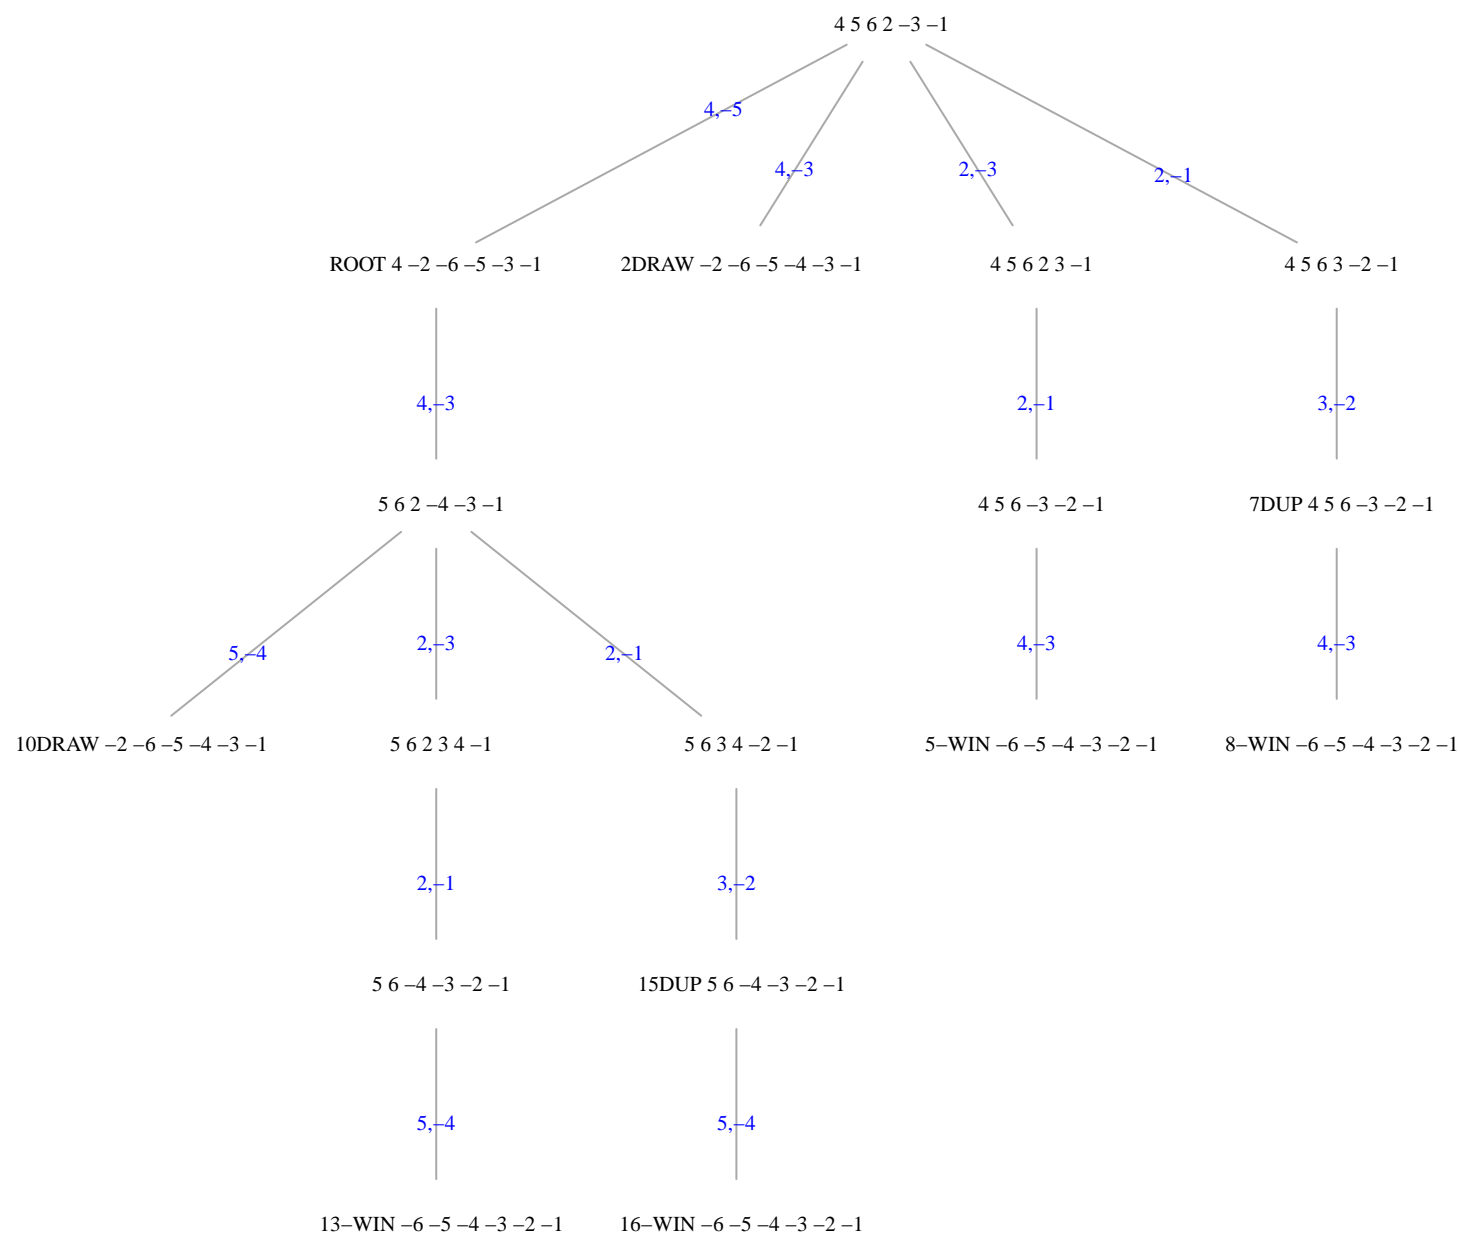 4 5 6 2 –3 –1
4,–5
4,–3
2,–3
2,–1
ROOT 4 –2 –6 –5 –3 –1
2DRAW –2 –6 –5 –4 –3 –1
4 5 6 2 3 –1
4 5 6 3 –2 –1
4,–3
2,–1
3,–2
5 6 2 –4 –3 –1
4 5 6 –3 –2 –1
7DUP 4 5 6 –3 –2 –1
5,–4
2,–3
2,–1
4,–3
4,–3
10DRAW –2 –6 –5 –4 –3 –1
5 6 2 3 4 –1
5 6 3 4 –2 –1
5–WIN –6 –5 –4 –3 –2 –1
8–WIN –6 –5 –4 –3 –2 –1
2,–1
3,–2
5 6 –4 –3 –2 –1
15DUP 5 6 –4 –3 –2 –1
5,–4
5,–4
13–WIN –6 –5 –4 –3 –2 –1
16–WIN –6 –5 –4 –3 –2 –1